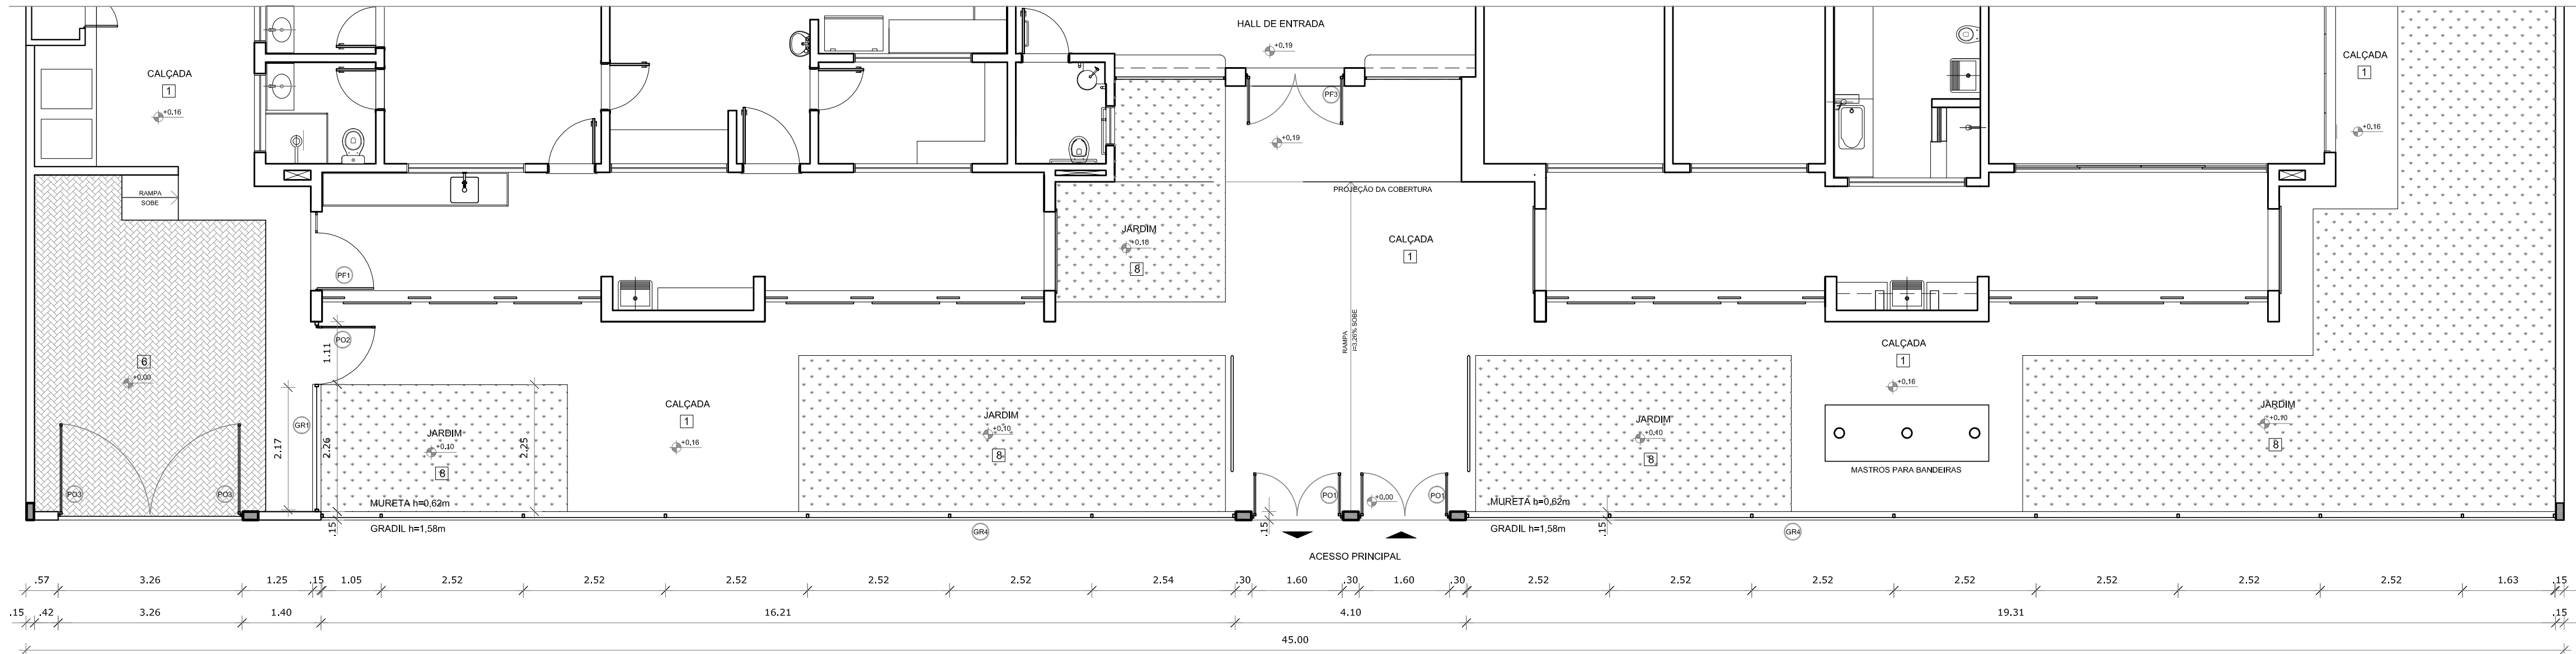 HALL DE ENTRADA
+0.19
CALÇADA
1
+0.16
CALÇADA
1
+0.16
PF3
+0.19
RAMPA
SOBE
PROJEÇÃO DA COBERTURA
JARDIM
+0.18
8
CALÇADA
1
PF1
RAMPA
i=3,26% SOBE
PO2
1.11
6
+0.00
CALÇADA
1
+0.16
CALÇADA
1
+0.16
GR1
2.17
2.26
2.25
JARDIM
+0.10
8
JARDIM
+0.10
8
JARDIM
+0.10
8
JARDIM
+0.10
8
MASTROS PARA BANDEIRAS
PO3
PO3
PO1
+0.00
PO1
MURETA h=0,62m
GRADIL h=1,58m
.15
GR4
.15
MURETA h=0,62m
GRADIL h=1,58m
.15
GR4
ACESSO PRINCIPAL
.57 3.26 1.25 .15 1.05 2.52 2.52 2.52 2.52 2.52 2.54 .30 1.60 .30 1.60 .30 2.52 2.52 2.52 2.52 2.52 2.52 2.52 1.63 .15
.15 .42 3.26 1.40 16.21 4.10 19.31 .15
45.00